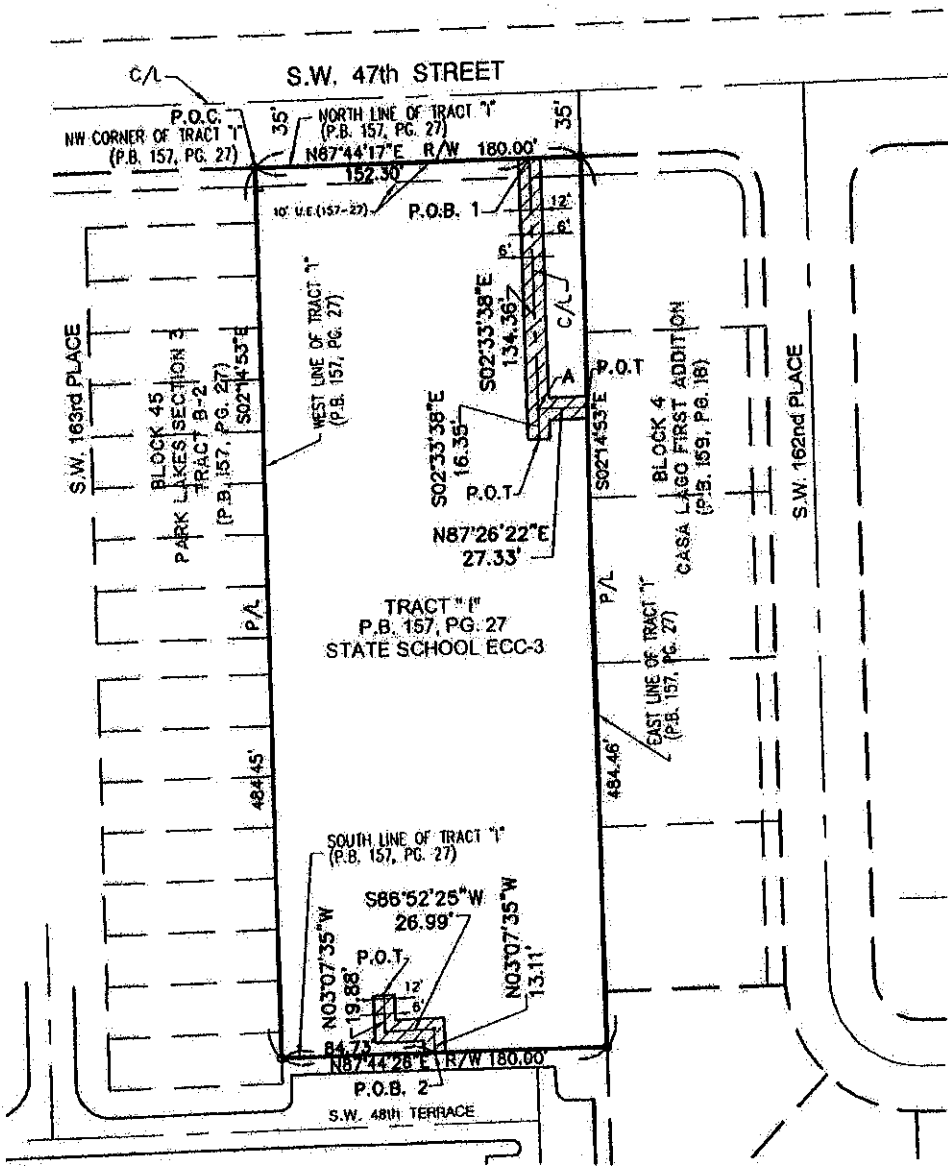 C/L
S.W. 47th STREET
P.O.C.
NW CORNER OF TRACT "I"
(P.B. 157, PG. 27)
35'
NORTH LINE OF TRACT "I"
(P.B. 157, PG. 27)
35'
N87°44'17"E R/W 180.00'
152.30'
10' U.E.(157-27)
P.O.B. 1
12'
6'
6'
S02°33'38"E
134.36'
C/L
A
P.O.T
S02°33'38"E
16.35'
P.O.T
N87°26'22"E
27.33'
S.W. 163rd PLACE
BLOCK 45
PARK LAKES SECTION 3
TRACT B-2
(P.B. 157, PG. 27)
S02°14'53"E
WEST LINE OF TRACT "I"
(P.B. 157, PG. 27)
S02°14'53"E
BLOCK 4
CASA LAGO FIRST ADDITION
(P.B. 159, PG. 18)
S.W. 162nd PLACE
P/L
TRACT "I"
P.B. 157, PG. 27
STATE SCHOOL ECC-3
P/L
EAST LINE OF TRACT "I"
(P.B. 157, PG. 27)
484.45'
484.46'
SOUTH LINE OF TRACT "I"
(P.B. 157, PG. 27)
S86°52'25"W
26.99'
N03°07'35"W
19.88'
P.O.T
12'
6'
N03°07'35"W
13.11'
84.73'
N87°44'28"E R/W 180.00'
P.O.B. 2
S.W. 48th TERRACE